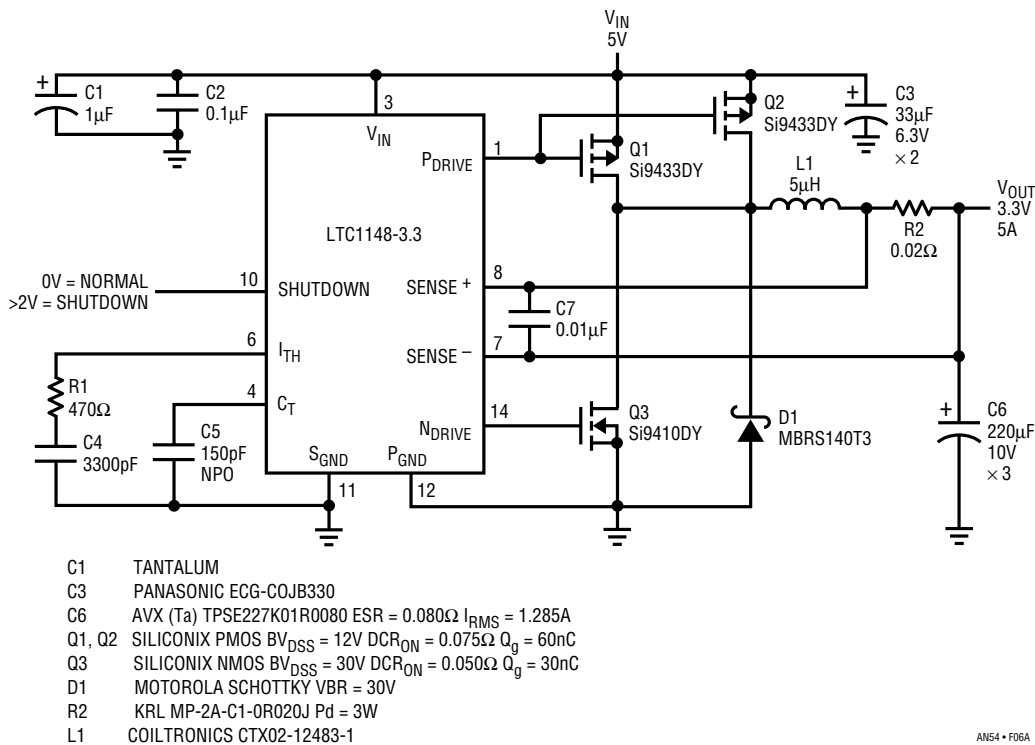 VIN
5V
+
C1
1µF
C2
0.1µF
3
VIN
1
PDRIVE
Q1
Si9433DY
Q2
Si9433DY
+
C3
33µF
6.3V
× 2
L1
5µH
R2
0.02Ω
VOUT
3.3V
5A
LTC1148-3.3
0V = NORMAL
>2V = SHUTDOWN
10
SHUTDOWN
8
SENSE +
C7
0.01µF
7
SENSE –
6
ITH
R1
470Ω
4
CT
C4
3300pF
C5
150pF
NPO
14
NDRIVE
Q3
Si9410DY
D1
MBRS140T3
+
C6
220µF
10V
× 3
SGND
PGND
11
12
C1 TANTALUM
C3 PANASONIC ECG-COJB330
C6 AVX (Ta) TPSE227K01R0080 ESR = 0.080Ω IRMS = 1.285A
Q1, Q2 SILICONIX PMOS BVDSS = 12V DCRON = 0.075Ω Qg = 60nC
Q3 SILICONIX NMOS BVDSS = 30V DCRON = 0.050Ω Qg = 30nC
D1 MOTOROLA SCHOTTKY VBR = 30V
R2 KRL MP-2A-C1-0R020J Pd = 3W
L1 COILTRONICS CTX02-12483-1
AN54 • F06A